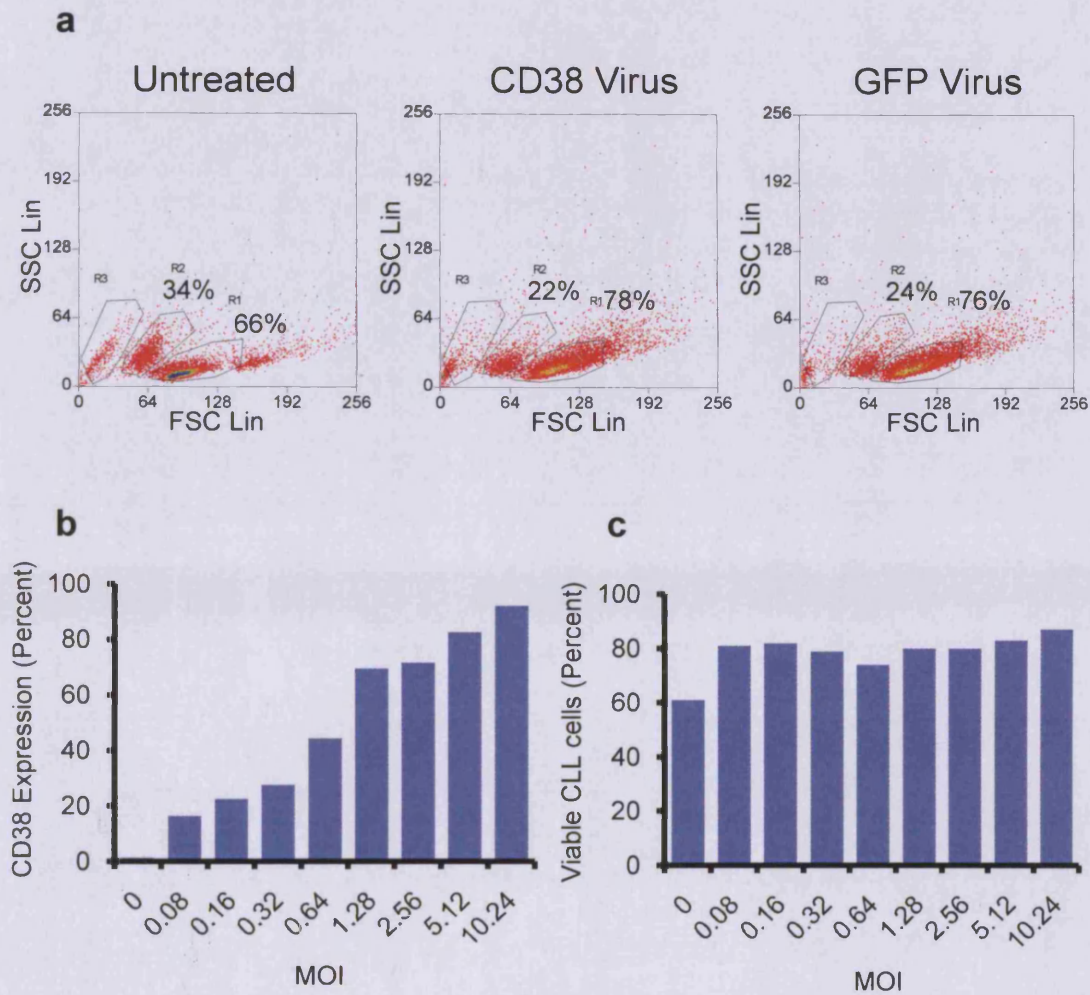 a
Untreated
CD38 Virus
GFP Virus
256
192
128
64
0
SSC Lin
R3
R2
34%
R1
66%
0 64 128 192 256
FSC Lin
256
192
128
64
0
SSC Lin
R3
R2
22%
R1 78%
0 64 128 192 256
FSC Lin
256
192
128
64
0
SSC Lin
R3
R2
24%
R1 76%
0 64 128 192 256
FSC Lin
b
CD38 Expression (Percent)
100
80
60
40
20
0
0 0.08 0.16 0.32 0.64 1.28 2.56 5.12 10.24
MOI
c
Viable CLL cells (Percent)
100
80
60
40
20
0
0 0.08 0.16 0.32 0.64 1.28 2.56 5.12 10.24
MOI